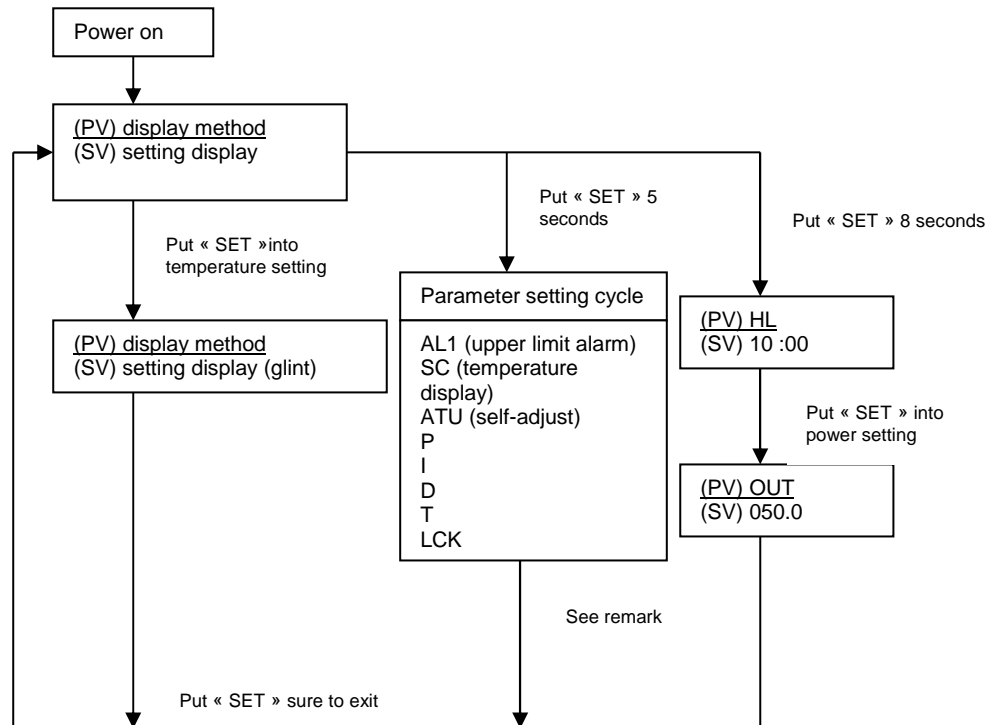 Power on
(PV) display method
(SV) setting display
Put « SET » 5
seconds
Put « SET » 8 seconds
Put « SET »into
temperature setting
Parameter setting cycle
AL1 (upper limit alarm)
SC (temperature
display)
ATU (self-adjust)
P
I
D
T
LCK
(PV) HL
(SV) 10 :00
(PV) display method
(SV) setting display (glint)
Put « SET » into
power setting
(PV) OUT
(SV) 050.0
See remark
Put « SET » sure to exit